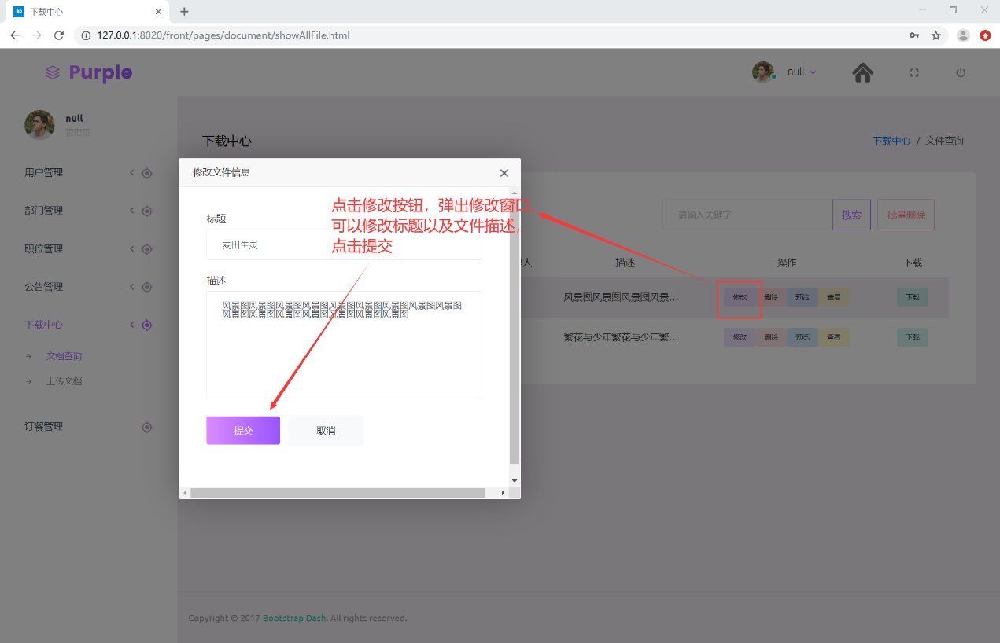 下载中心
127.0.0.1:8020/front/pages/document/showAllFile.html
Purple
null
null
管理员
下载中心
下载中心 / 文件查询
用户管理
部门管理
职位管理
公告管理
下载中心
文档查询
上传文档
订餐管理
修改文件信息
点击修改按钮，弹出修改窗口，
可以修改标题以及文件描述，
点击提交
标题
麦田生灵
描述
风景图风景图风景图风景图风景图风景图风景图风景图风景图
风景图风景图风景图风景图风景图风景图风景图
提交
取消
请输入关键字
搜索
批量删除
人
描述
操作
下载
风景图风景图风景图风景...
修改
删除
预览
查看
下载
繁花与少年繁花与少年繁...
修改
删除
预览
查看
下载
Copyright © 2017 Bootstrap Dash. All rights reserved.